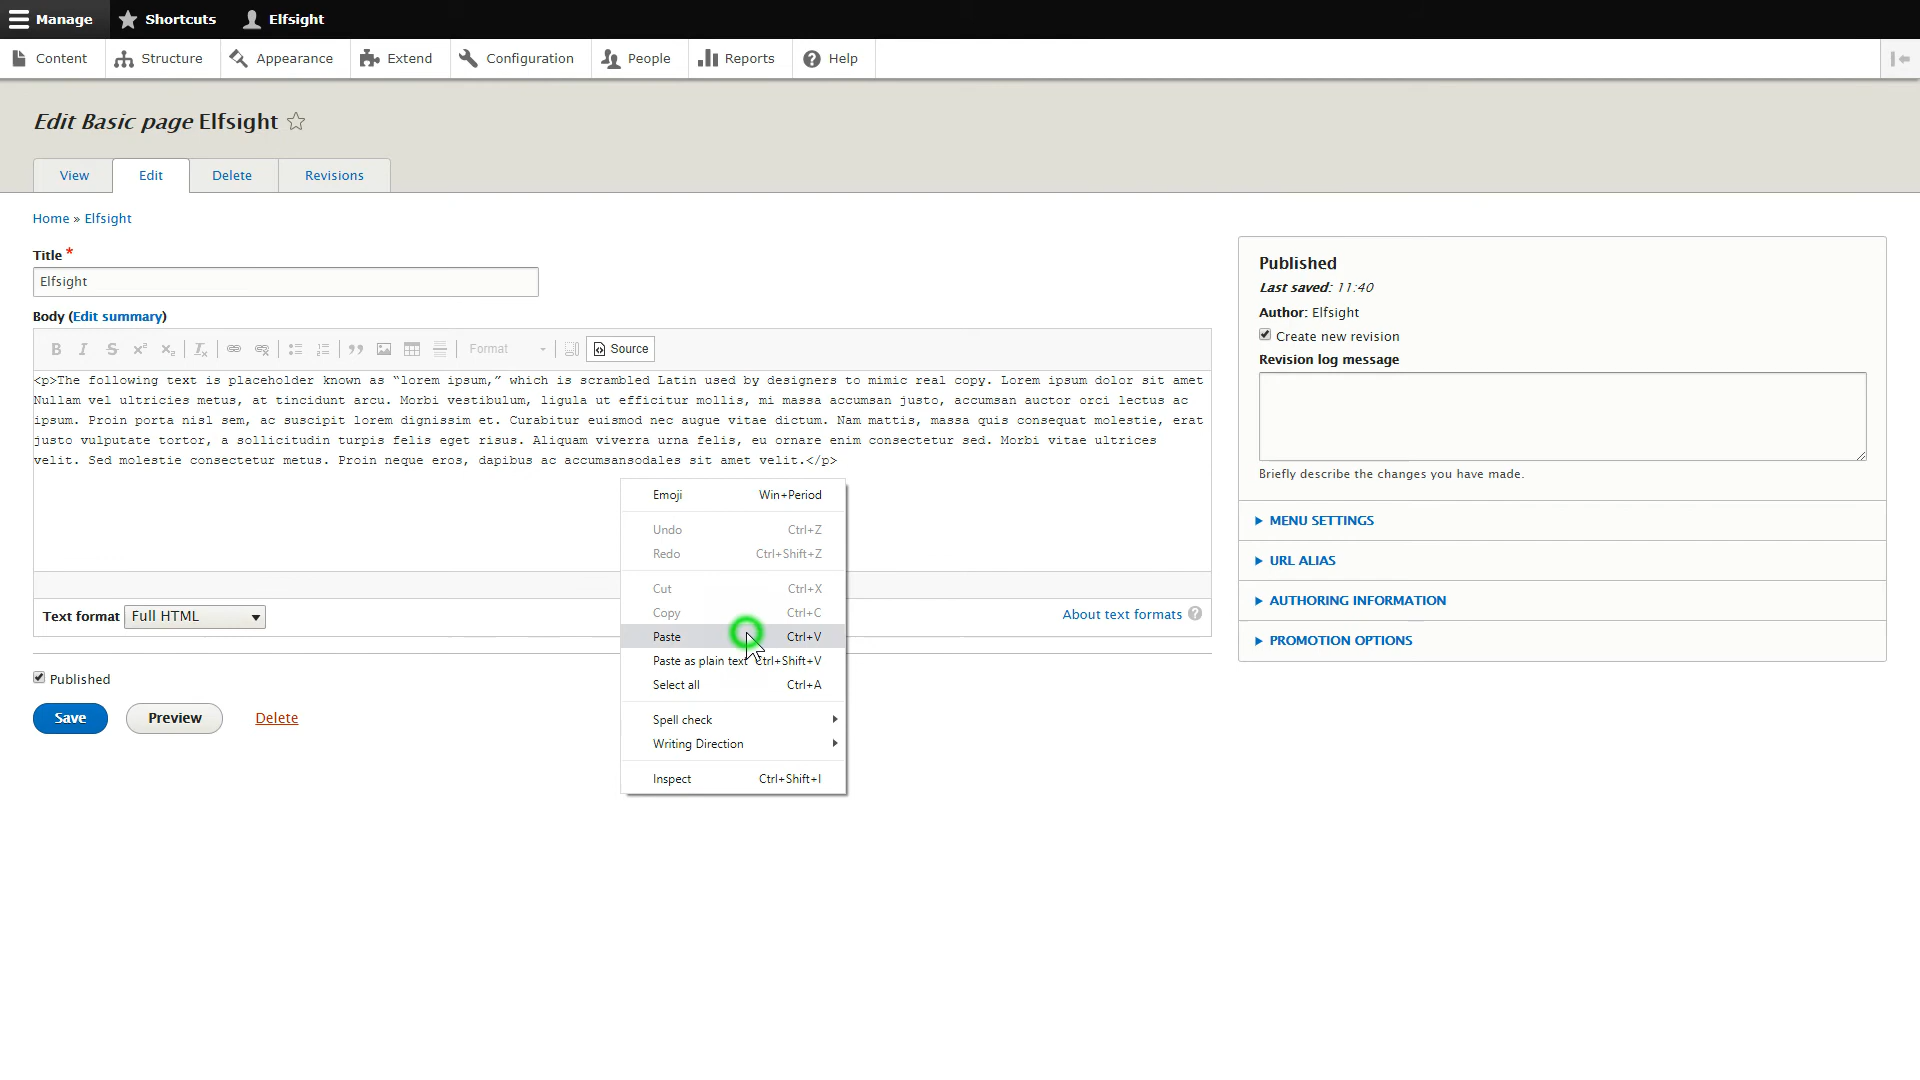 Manage Shortcuts Elfsight
Content Structure Appearance Extend Configuration People Reports Help
Edit Basic page Elfsight
View Edit Delete Revisions
Home » Elfsight
Title *
Elfsight
Body (Edit summary)
B I S x² x₂ Tx Format Source
<p>The following text is placeholder known as “lorem ipsum,” which is scrambled Latin used by designers to mimic real copy. Lorem ipsum dolor sit amet
Nullam vel ultricies metus, at tincidunt arcu. Morbi vestibulum, ligula ut efficitur mollis, mi massa accumsan justo, accumsan auctor orci lectus ac
ipsum. Proin porta nisl sem, ac suscipit lorem dignissim et. Curabitur euismod nec augue vitae dictum. Nam mattis, massa quis consequat molestie, erat
justo vulputate tortor, a sollicitudin turpis felis eget risus. Aliquam viverra urna felis, eu ornare enim consectetur sed. Morbi vitae ultrices
velit. Sed molestie consectetur metus. Proin neque eros, dapibus ac accumsansodales sit amet velit.</p>
Text format Full HTML
About text formats ?
Published
Save Preview Delete
Emoji Win+Period
Undo Ctrl+Z
Redo Ctrl+Shift+Z
Cut Ctrl+X
Copy Ctrl+C
Paste Ctrl+V
Paste as plain text Ctrl+Shift+V
Select all Ctrl+A
Spell check
Writing Direction
Inspect Ctrl+Shift+I
Published
Last saved: 11:40
Author: Elfsight
Create new revision
Revision log message
Briefly describe the changes you have made.
MENU SETTINGS
URL ALIAS
AUTHORING INFORMATION
PROMOTION OPTIONS